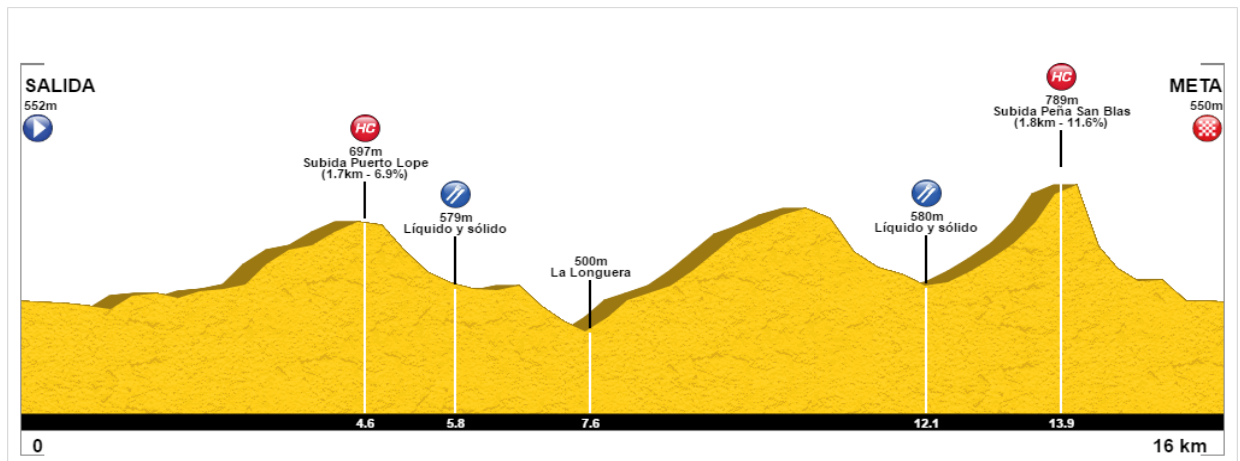 SALIDA
552m
HC
697m
Subida Puerto Lope
(1.7km - 6.9%)
579m
Líquido y sólido
500m
La Longuera
580m
Líquido y sólido
HC
789m
Subida Peña San Blas
(1.8km - 11.6%)
META
550m
4.6
5.8
7.6
12.1
13.9
0
16 km